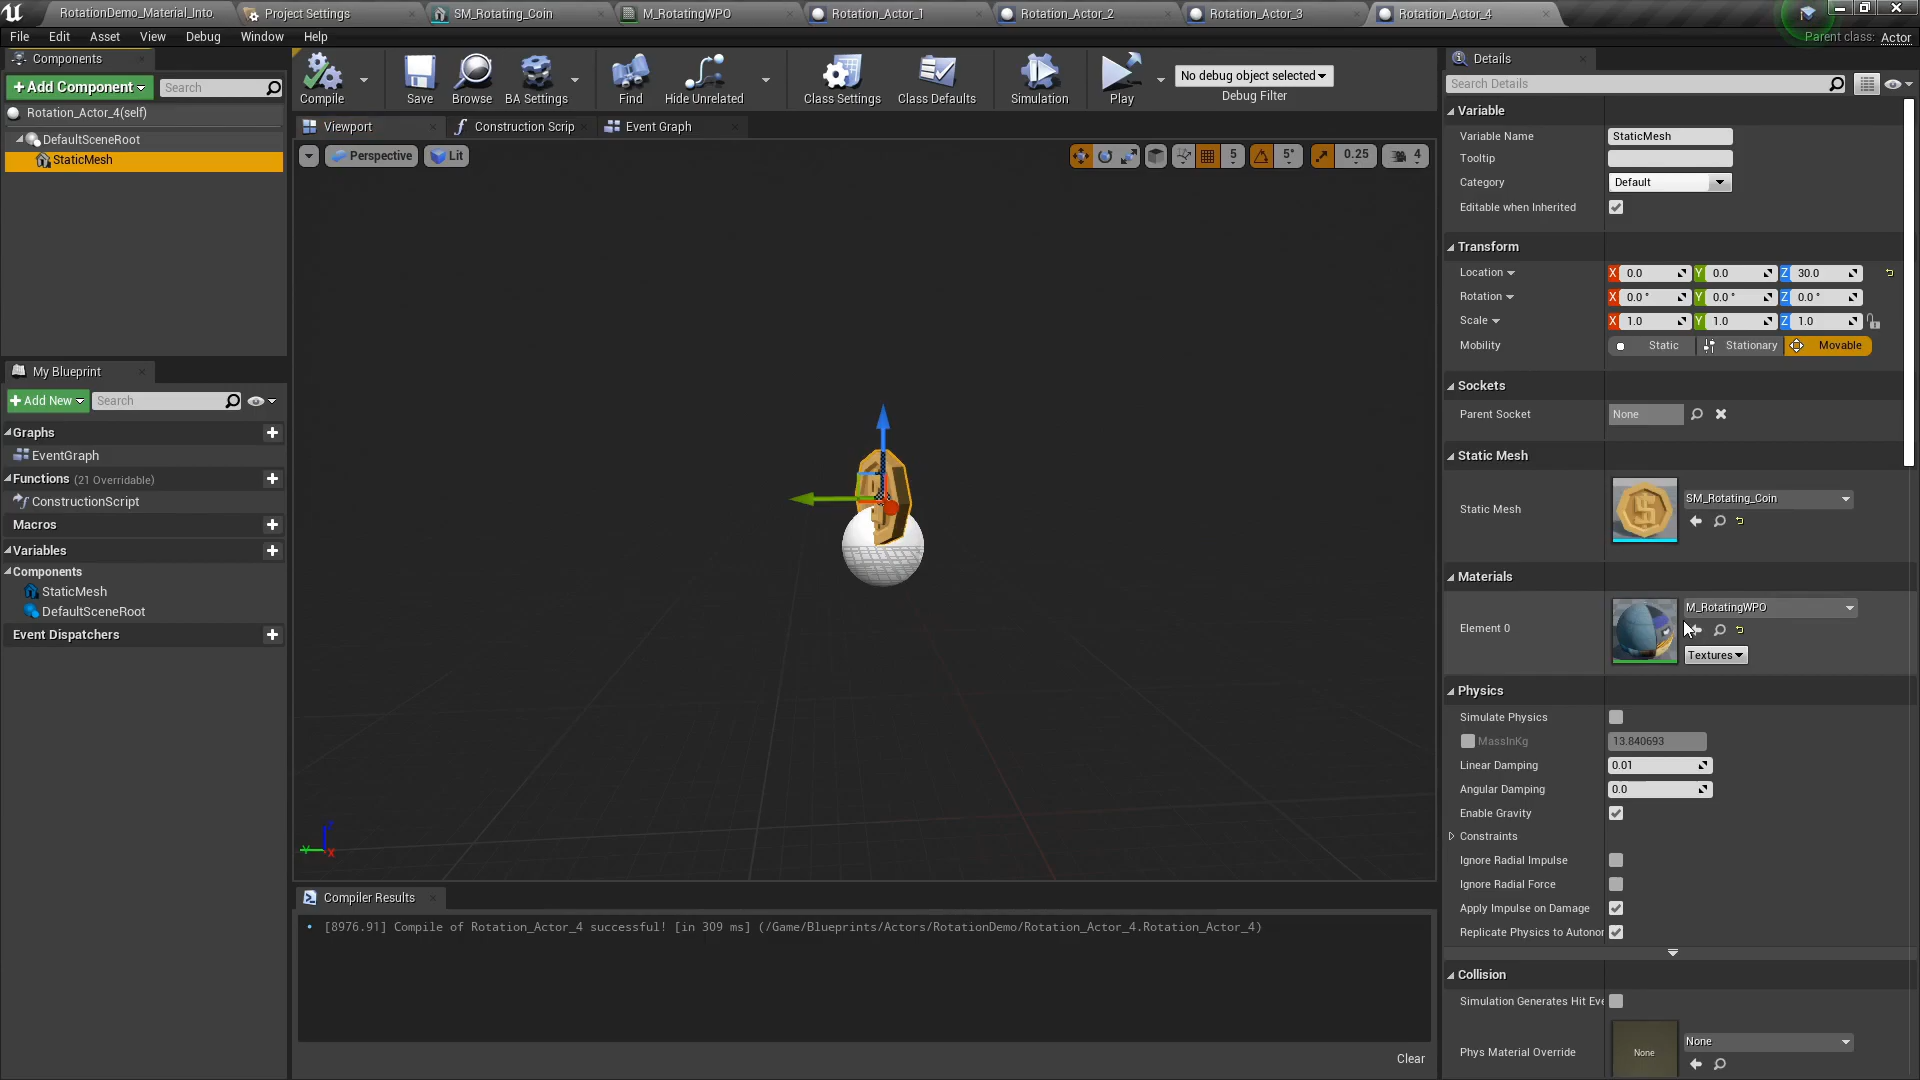 RotationDemo_Material_Into
Project Settings
SM_Rotating_Coin
M_RotatingWPO
Rotation_Actor_1
Rotation_Actor_2
Rotation_Actor_3
Rotation_Actor_4
File Edit Asset View Debug Window Help
Parent class: Actor
Components
+ Add Component
Search
Rotation_Actor_4(self)
DefaultSceneRoot
StaticMesh
Compile
Save
Browse
BA Settings
Find
Hide Unrelated
Class Settings
Class Defaults
Simulation
Play
No debug object selected
Debug Filter
Viewport
Construction Scrip
Event Graph
Perspective
Lit
5
5°
0.25
4
My Blueprint
+ Add New
Search
Graphs
EventGraph
Functions (21 Overridable)
ConstructionScript
Macros
Variables
Components
StaticMesh
DefaultSceneRoot
Event Dispatchers
Z
Y
X
Compiler Results
• [8976.91] Compile of Rotation_Actor_4 successful! [in 309 ms] (/Game/Blueprints/Actors/RotationDemo/Rotation_Actor_4.Rotation_Actor_4)
Clear
Details
Search Details
Variable
Variable Name StaticMesh
Tooltip
Category Default
Editable when Inherited
Transform
Location X 0.0 Y 0.0 Z 30.0
Rotation X 0.0 ° Y 0.0 ° Z 0.0 °
Scale X 1.0 Y 1.0 Z 1.0
Mobility Static Stationary Movable
Sockets
Parent Socket None
Static Mesh
Static Mesh SM_Rotating_Coin
Materials
Element 0 M_RotatingWPO
Textures
Physics
Simulate Physics
MassInKg 13.840693
Linear Damping 0.01
Angular Damping 0.0
Enable Gravity
Constraints
Ignore Radial Impulse
Ignore Radial Force
Apply Impulse on Damage
Replicate Physics to Autonor
Collision
Simulation Generates Hit Eve
Phys Material Override None None